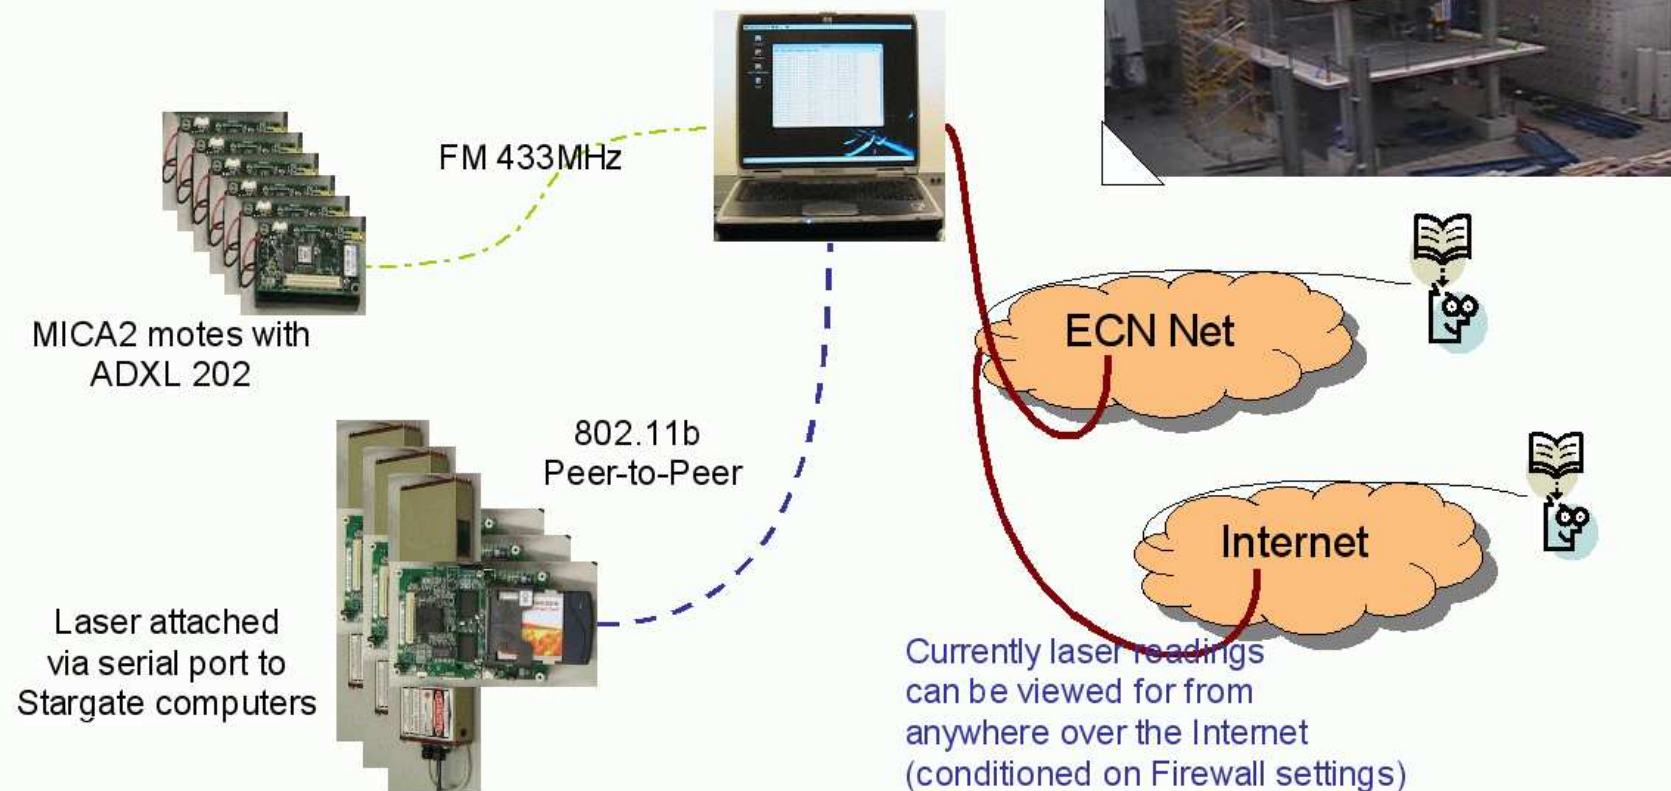 FM 433MHz
MICA2 motes with
ADXL 202
ECN Net
802.11b
Peer-to-Peer
Internet
Laser attached
via serial port to
Stargate computers
Currently laser readings
can be viewed for from
anywhere over the Internet
(conditioned on Firewall settings)